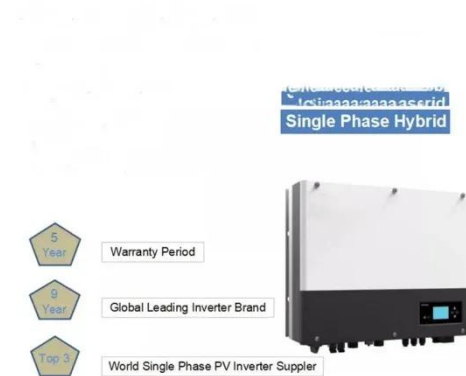 Single Phase Hybrid
5
Year
Warranty Period
9
Year
Global Leading Inverter Brand
Top 3
World Single Phase PV Inverter Suppler